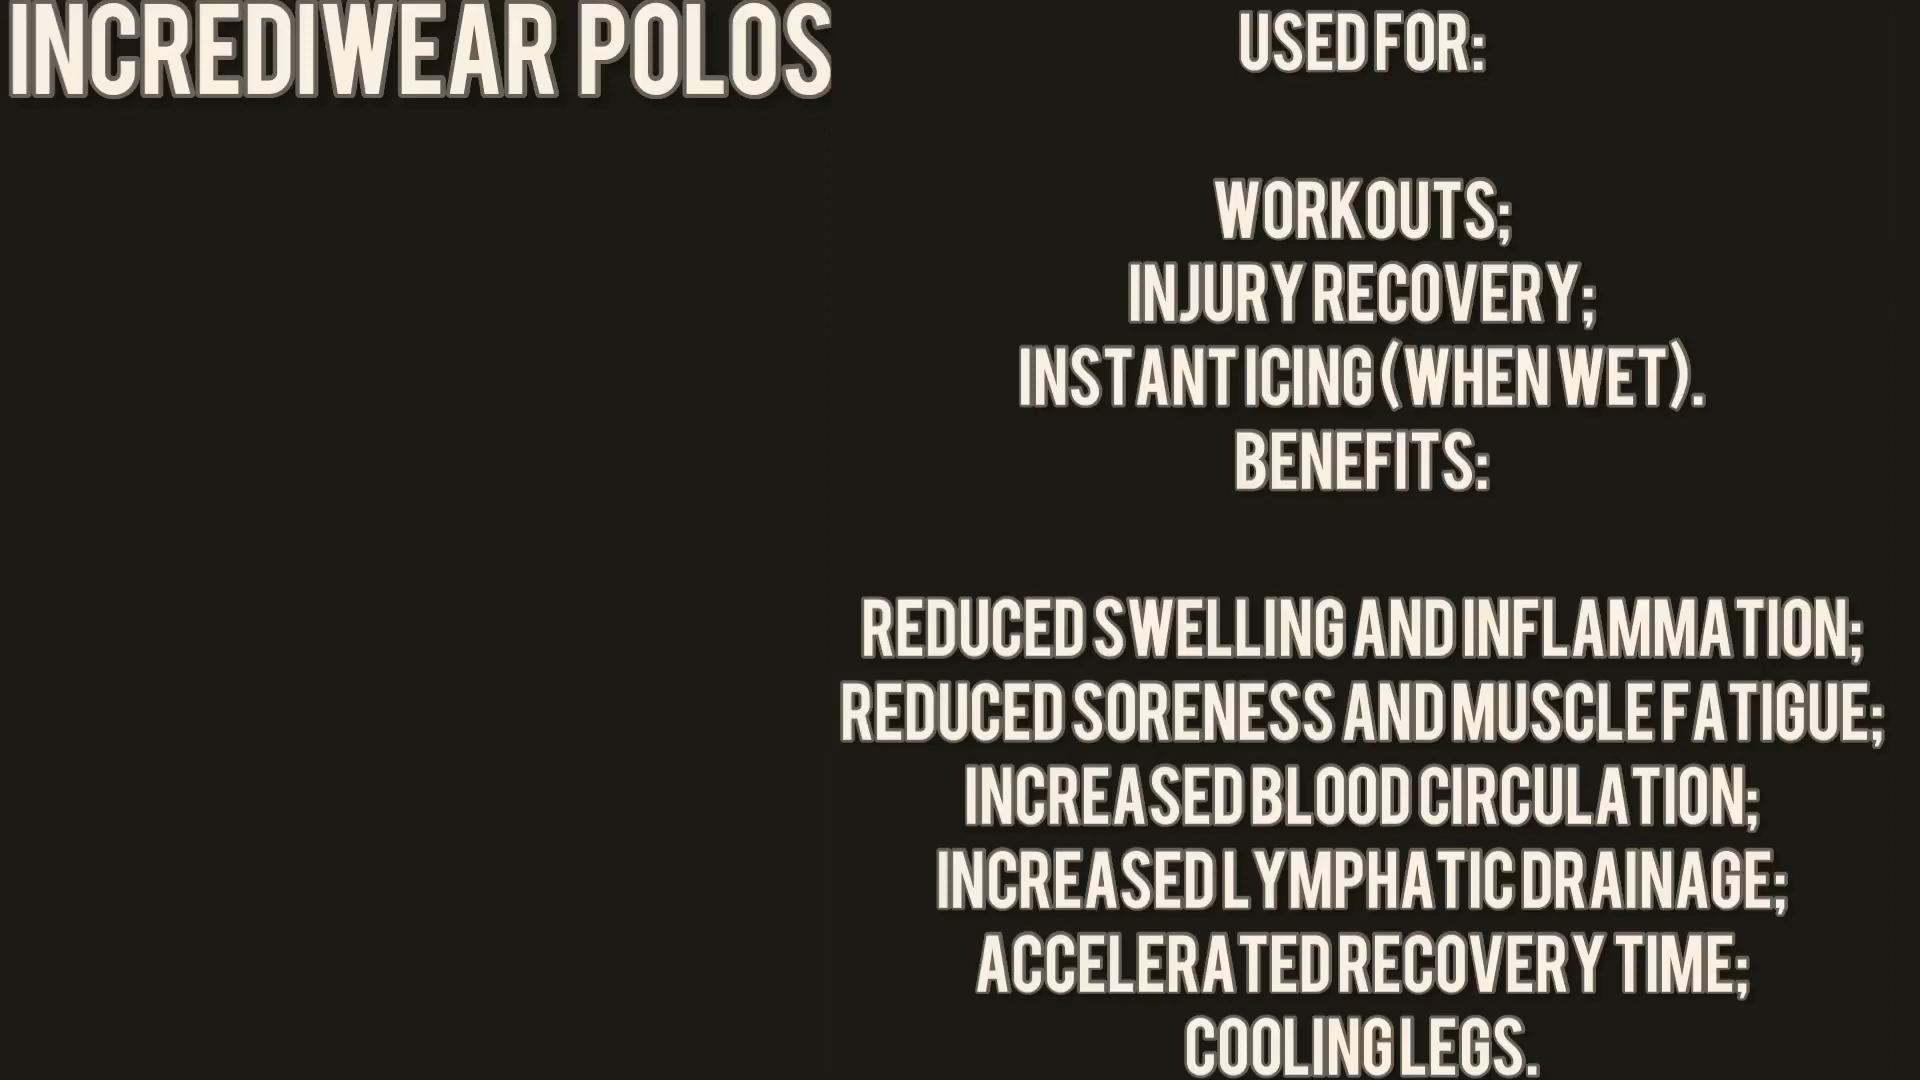 INCREDIWEAR POLOS
USED FOR:
WORKOUTS;
INJURY RECOVERY;
INSTANT ICING (WHEN WET).
BENEFITS:
REDUCED SWELLING AND INFLAMMATION;
REDUCED SORENESS AND MUSCLE FATIGUE;
INCREASED BLOOD CIRCULATION;
INCREASED LYMPHATIC DRAINAGE;
ACCELERATED RECOVERY TIME;
COOLING LEGS.